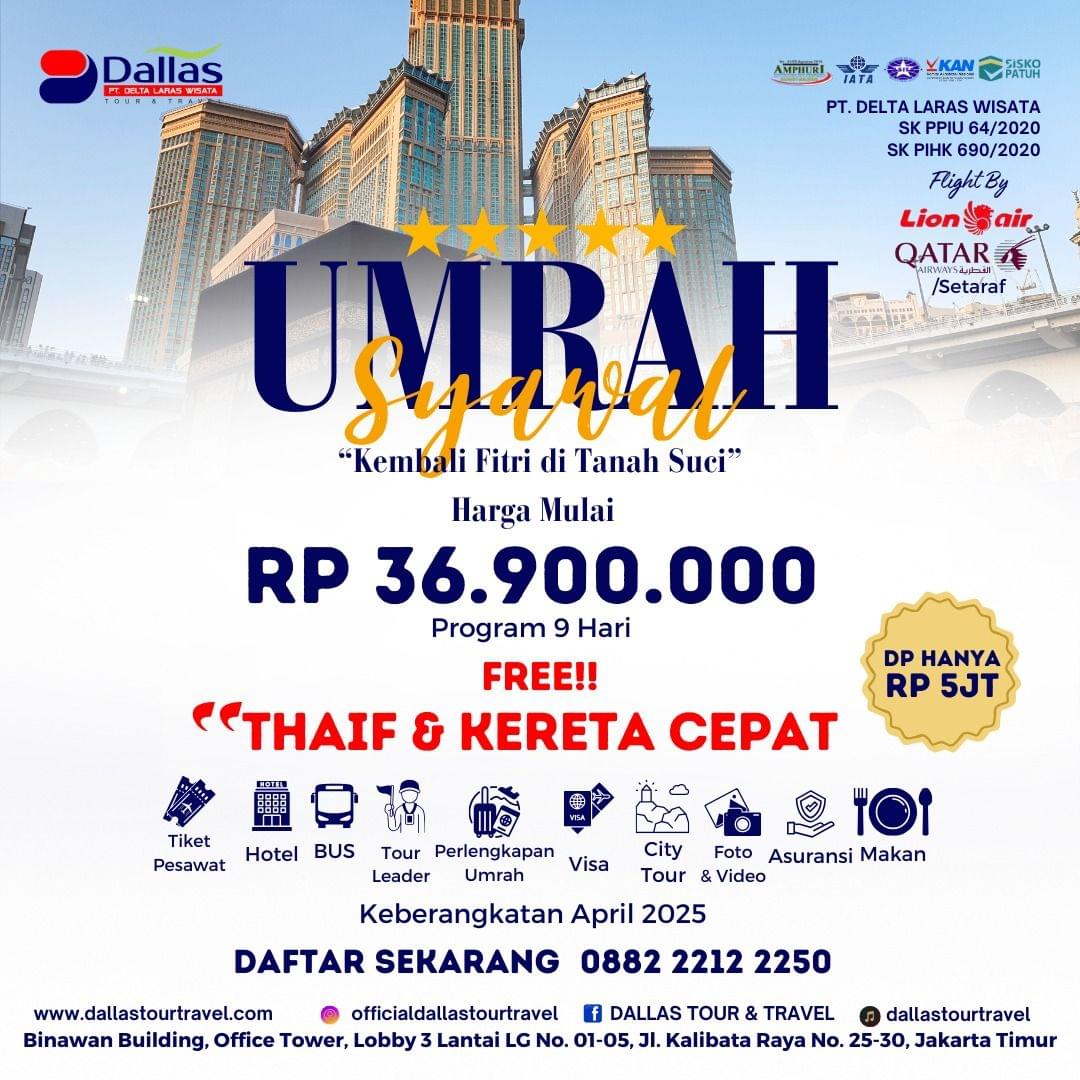 Dallas
PT. DELTA LARAS WISATA
TOUR & TRAVEL
AMPHURI
IATA
KAN
SISKO
PATUH
PT. DELTA LARAS WISATA
SK PPIU 64/2020
SK PIHK 690/2020
Flight By
Lion air
QATAR
AIRWAYS القطرية
/Setaraf
UMRAH
Syawal
“Kembali Fitri di Tanah Suci”
Harga Mulai
RP 36.900.000
Program 9 Hari
DP HANYA
RP 5JT
FREE!!
“THAIF & KERETA CEPAT
Tiket
Pesawat
HOTEL
Hotel
BUS
Tour
Leader
Perlengkapan
Umrah
VISA
Visa
City
Tour
Foto
& Video
Asuransi
Makan
Keberangkatan April 2025
DAFTAR SEKARANG 0882 2212 2250
www.dallastourtravel.com officialdallastourtravel DALLAS TOUR & TRAVEL dallastourtravel
Binawan Building, Office Tower, Lobby 3 Lantai LG No. 01-05, Jl. Kalibata Raya No. 25-30, Jakarta Timur